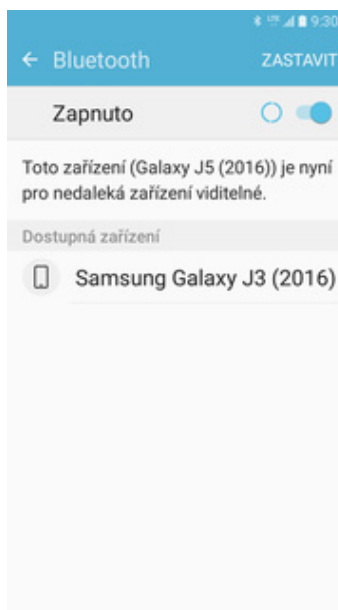 LTE 9:30
Bluetooth ZASTAVIT
Zapnuto
Toto zařízení (Galaxy J5 (2016)) je nyní
pro nedaleká zařízení viditelné.
Dostupná zařízení
Samsung Galaxy J3 (2016)